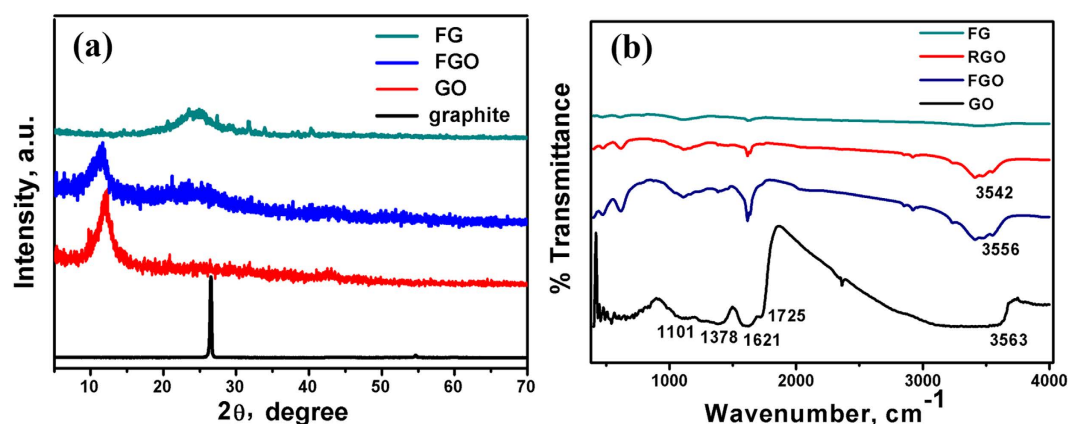 (a)
FG
FGO
GO
graphite
Intensity, a.u.
10 20 30 40 50 60 70
2θ, degree
(b)
FG
RGO
FGO
GO
% Transmittance
3542
3556
1725
1101 1378 1621 3563
1000 2000 3000 4000
Wavenumber, cm-1